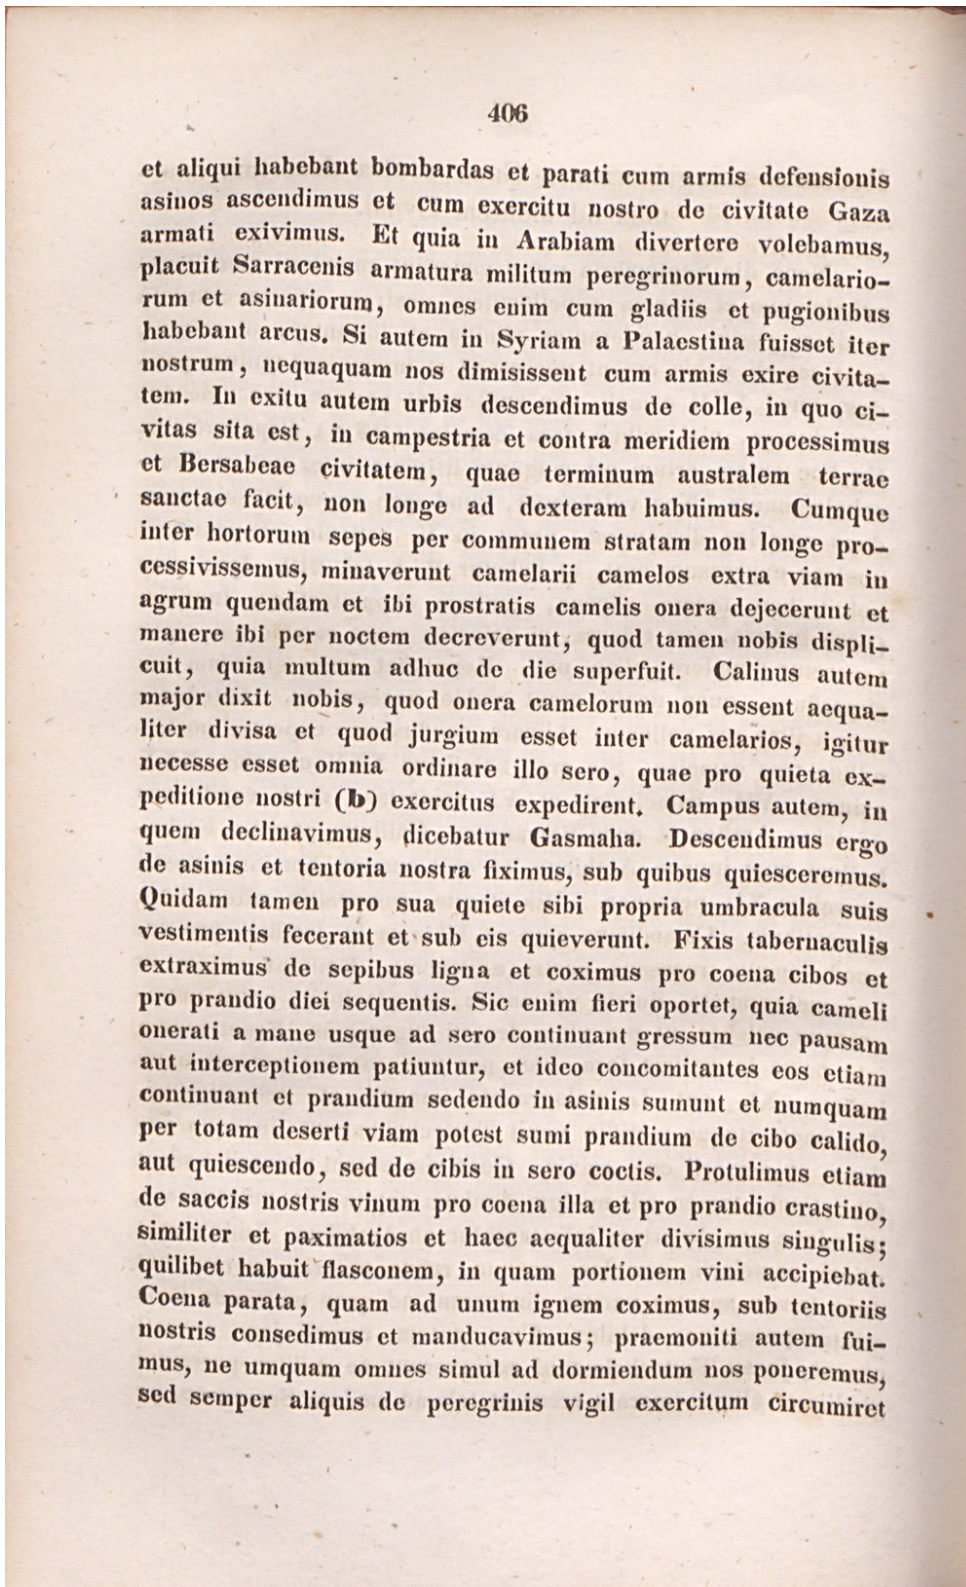 406
et aliqui habebant bombardas et parati cum armis defensionis
asinos ascendimus et cum exercitu nostro de civitate Gaza
armati exivimus. Et quia in Arabiam divertere volebamus,
placuit Sarracenis armatura militum peregrinorum, camelario-
rum et asinariorum, omnes enim cum gladiis et pugionibus
habebant arcus. Si autem in Syriam a Palaestina fuisset iter
nostrum, nequaquam nos dimisissent cum armis exire civita-
tem. In exitu autem urbis descendimus de colle, in quo ci-
vitas sita est, in campestria et contra meridiem processimus
et Bersabeae civitatem, quae terminum australem terrae
sanctae facit, non longe ad dexteram habuimus. Cumque
inter hortorum sepes per communem stratam non longe pro-
cessivissemus, minaverunt camelarii camelos extra viam in
agrum quendam et ibi prostratis camelis onera dejecerunt et
manere ibi per noctem decreverunt, quod tamen nobis displi-
cuit, quia multum adhuc de die superfuit. Calinus autem
major dixit nobis, quod onera camelorum non essent aequa-
liter divisa et quod jurgium esset inter camelarios, igitur
necesse esset omnia ordinare illo sero, quae pro quieta ex-
peditione nostri (b) exercitus expedirent. Campus autem, in
quem declinavimus, dicebatur Gasmaha. Descendimus ergo
de asinis et tentoria nostra fiximus, sub quibus quiesceremus.
Quidam tamen pro sua quiete sibi propria umbracula suis
vestimentis fecerant et sub eis quieverunt. Fixis tabernaculis
extraximus de sepibus ligna et coximus pro coena cibos et
pro prandio diei sequentis. Sic enim fieri oportet, quia cameli
onerati a mane usque ad sero continuant gressum nec pausam
aut interceptionem patiuntur, et ideo concomitantes eos etiam
continuant et prandium sedendo in asinis sumunt et numquam
per totam deserti viam potest sumi prandium de cibo calido,
aut quiescendo, sed de cibis in sero coctis. Protulimus etiam
de saccis nostris vinum pro coena illa et pro prandio crastino,
similiter et paximatios et haec aequaliter divisimus singulis;
quilibet habuit flasconem, in quam portionem vini accipiebat.
Coena parata, quam ad unum ignem coximus, sub tentoriis
nostris consedimus et manducavimus; praemoniti autem fui-
mus, ne umquam omnes simul ad dormiendum nos poneremus,
sed semper aliquis de peregrinis vigil exercitum circumiret